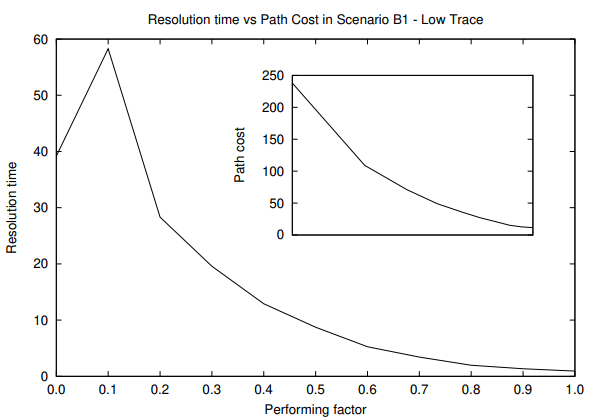 Resolution time vs Path Cost in Scenario B1 - Low Trace
60
50
40
30
20
10
0
Resolution time
250
200
150
100
50
0
Path cost
0.0 0.1 0.2 0.3 0.4 0.5 0.6 0.7 0.8 0.9 1.0
Performing factor